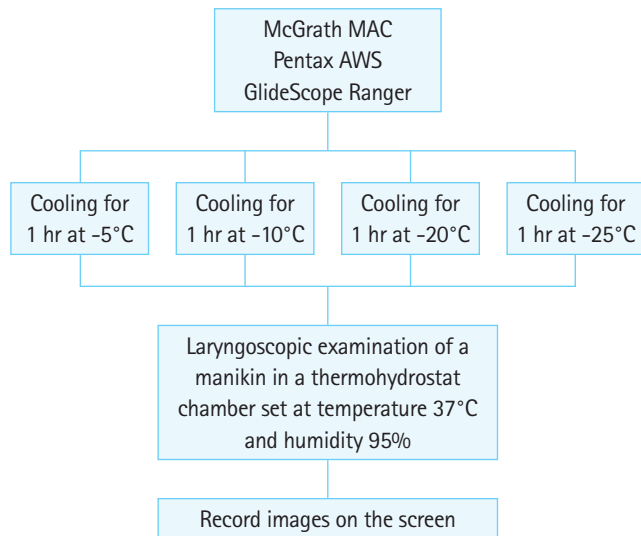 McGrath MAC
Pentax AWS
GlideScope Ranger
Cooling for
1 hr at -5°C
Cooling for
1 hr at -10°C
Cooling for
1 hr at -20°C
Cooling for
1 hr at -25°C
Laryngoscopic examination of a
manikin in a thermohydrostat
chamber set at temperature 37°C
and humidity 95%
Record images on the screen